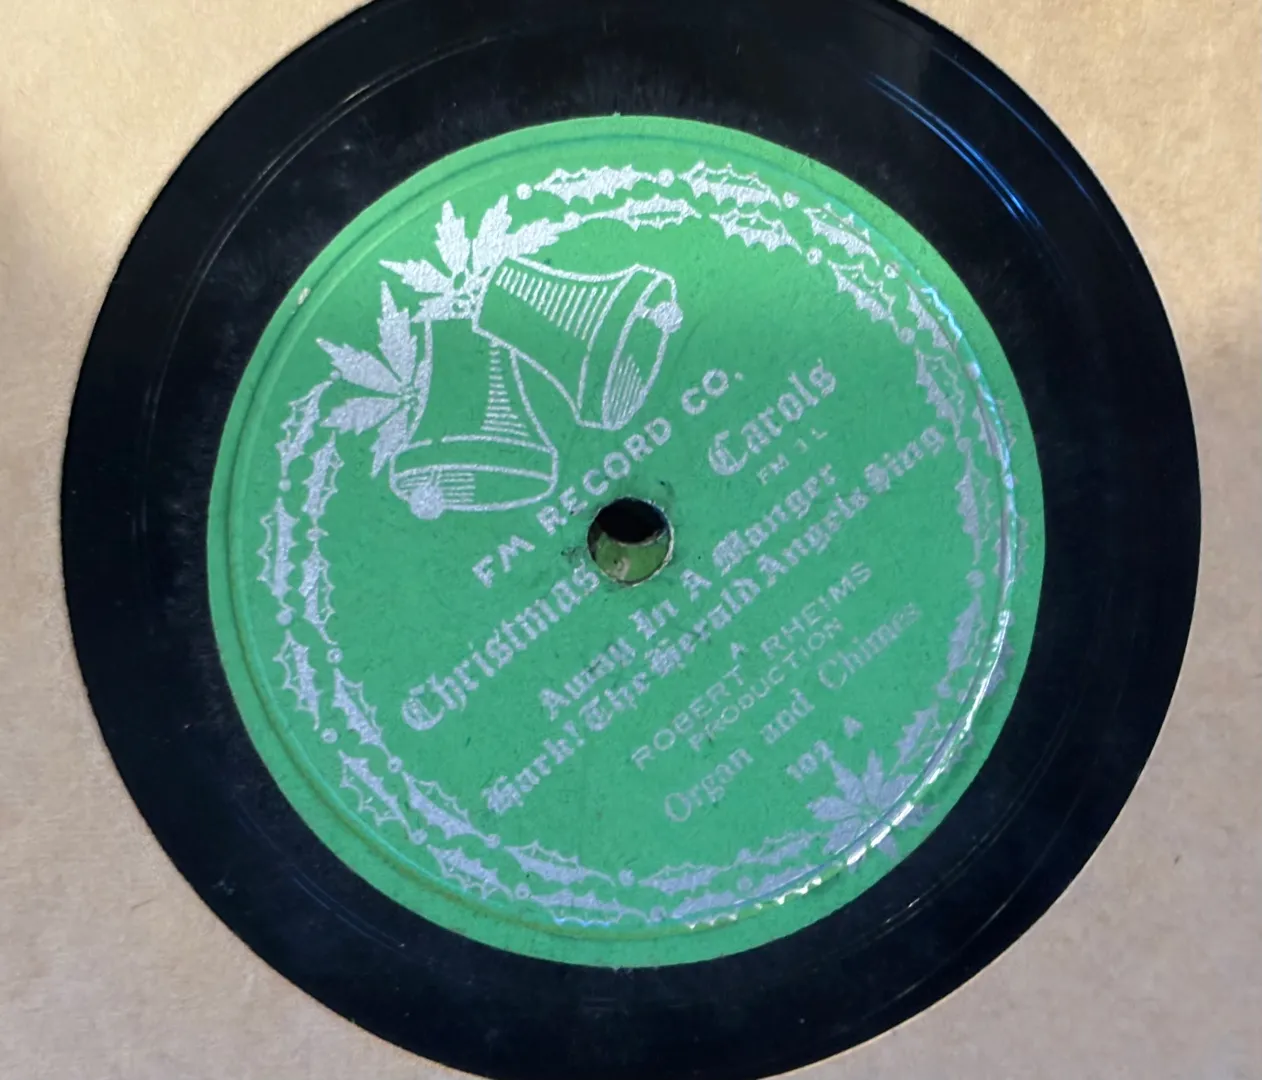 FM RECORD CO.
Christmas Carols
FM 11
Away In A Manger
Hark! The Herald Angels Sing
A
ROBERT RHEIMS
PRODUCTION
Organ and Chimes
101 A